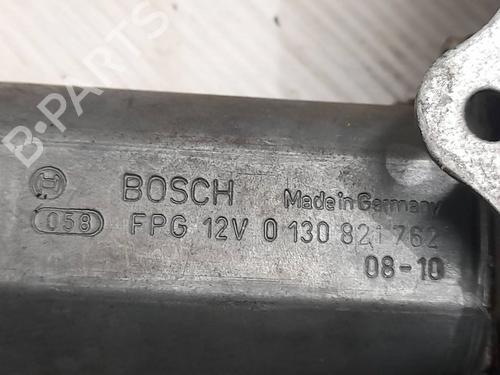 BOSCH Made in Germany
058 FPG 12V 0 130 821 762
08-10
B-PARTS